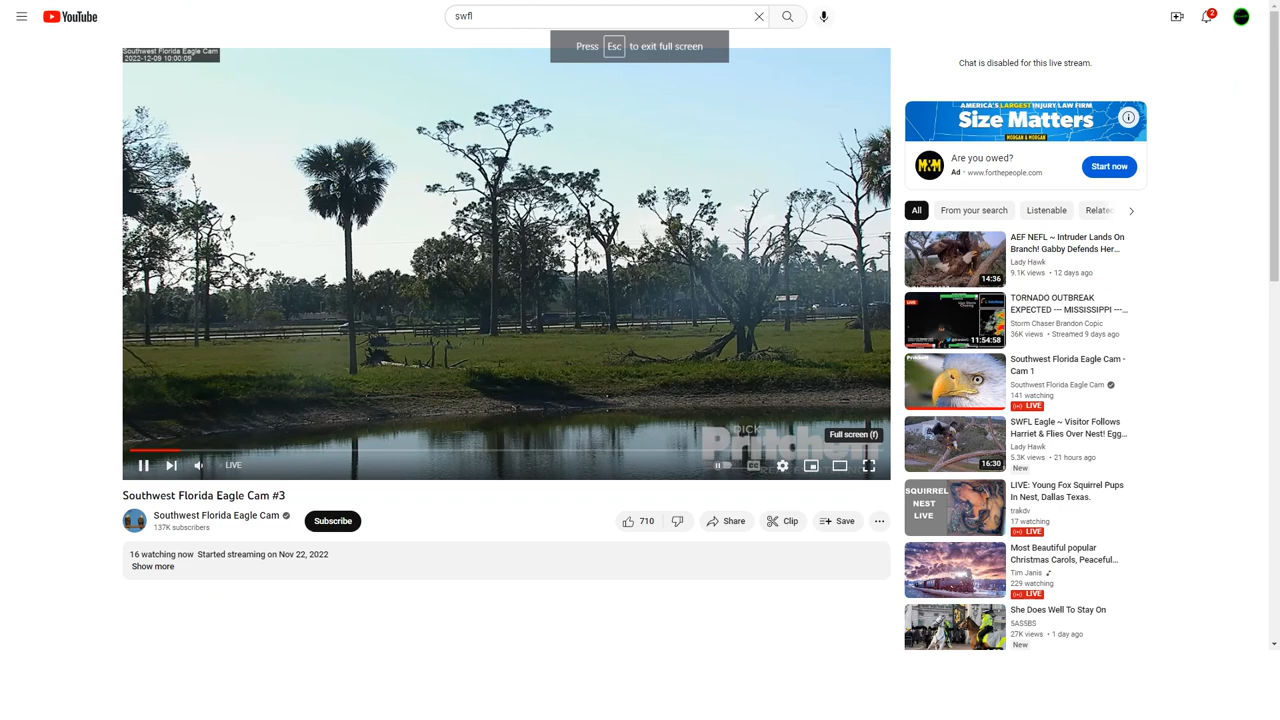 YouTube
swfl
2
Press Esc to exit full screen
Southwest Florida Eagle Cam
2022-12-09 10:00:09
DICK
Full screen (f)
LIVE
CC
Southwest Florida Eagle Cam #3
Southwest Florida Eagle Cam
137K subscribers
Subscribe
710
Share
Clip
Save
16 watching now Started streaming on Nov 22, 2022
Show more
Chat is disabled for this live stream.
AMERICA'S LARGEST INJURY LAW FIRM
Size Matters
MORGAN & MORGAN
M&M
Are you owed?
Ad • www.forthepeople.com
Start now
All
From your search
Listenable
Relatec
AEF NEFL ~ Intruder Lands On
Branch! Gabby Defends Her...
Lady Hawk
9.1K views • 12 days ago
14:36
TORNADO OUTBREAK
EXPECTED --- MISSISSIPPI ---...
Storm Chaser Brandon Copic
36K views • Streamed 9 days ago
11:54:58
Southwest Florida Eagle Cam -
Cam 1
Southwest Florida Eagle Cam
141 watching
LIVE
SWFL Eagle ~ Visitor Follows
Harriet & Flies Over Nest! Egg...
Lady Hawk
5.3K views • 21 hours ago
New
16:30
SQUIRREL
NEST
LIVE
LIVE: Young Fox Squirrel Pups
In Nest, Dallas Texas.
trakdv
17 watching
LIVE
Most Beautiful popular
Christmas Carols, Peaceful...
Tim Janis
229 watching
LIVE
She Does Well To Stay On
5ASSBS
27K views • 1 day ago
New